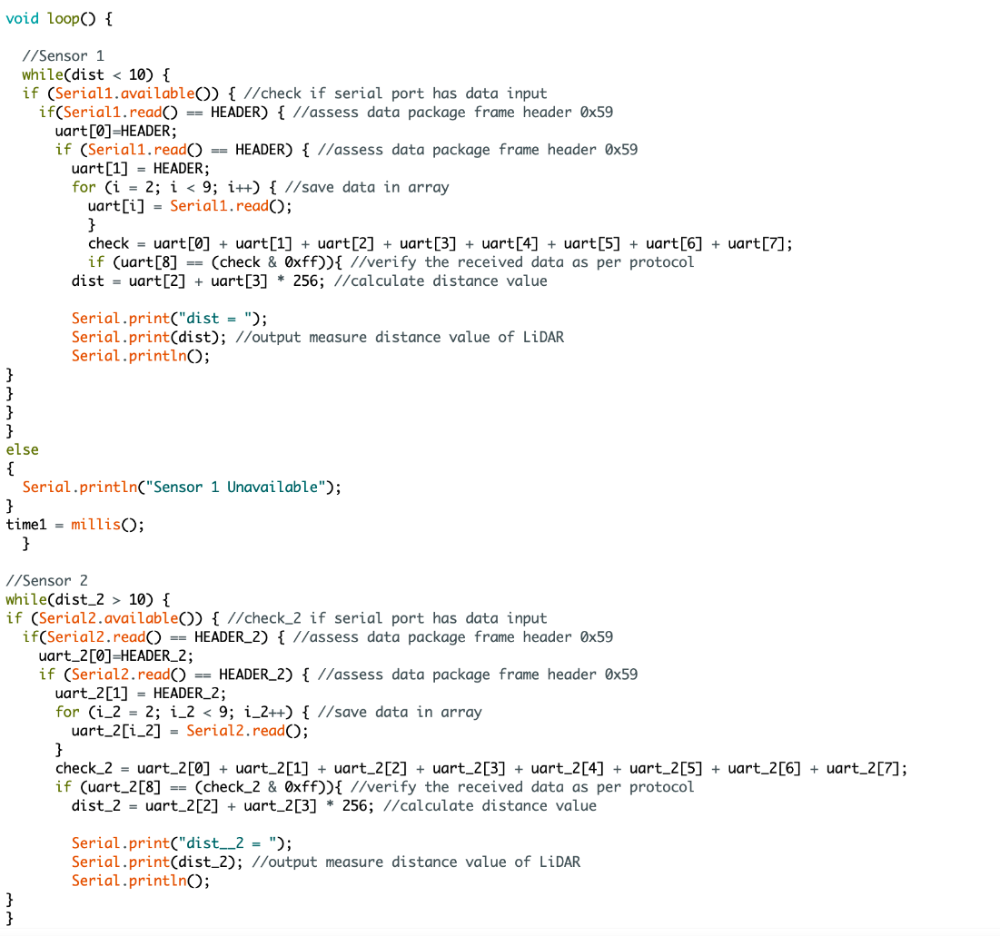 void loop() {
//Sensor 1
while(dist < 10) {
if (Serial1.available()) { //check if serial port has data input
if(Serial1.read() == HEADER) { //assess data package frame header 0x59
uart[0]=HEADER;
if (Serial1.read() == HEADER) { //assess data package frame header 0x59
uart[1] = HEADER;
for (i = 2; i < 9; i++) { //save data in array
uart[i] = Serial1.read();
}
check = uart[0] + uart[1] + uart[2] + uart[3] + uart[4] + uart[5] + uart[6] + uart[7];
if (uart[8] == (check & 0xff)){ //verify the received data as per protocol
dist = uart[2] + uart[3] * 256; //calculate distance value
Serial.print("dist = ");
Serial.print(dist); //output measure distance value of LiDAR
Serial.println();
}
}
}
}
else
{
Serial.println("Sensor 1 Unavailable");
}
time1 = millis();
}
//Sensor 2
while(dist_2 > 10) {
if (Serial2.available()) { //check_2 if serial port has data input
if(Serial2.read() == HEADER_2) { //assess data package frame header 0x59
uart_2[0]=HEADER_2;
if (Serial2.read() == HEADER_2) { //assess data package frame header 0x59
uart_2[1] = HEADER_2;
for (i_2 = 2; i_2 < 9; i_2++) { //save data in array
uart_2[i_2] = Serial2.read();
}
check_2 = uart_2[0] + uart_2[1] + uart_2[2] + uart_2[3] + uart_2[4] + uart_2[5] + uart_2[6] + uart_2[7];
if (uart_2[8] == (check_2 & 0xff)){ //verify the received data as per protocol
dist_2 = uart_2[2] + uart_2[3] * 256; //calculate distance value
Serial.print("dist__2 = ");
Serial.print(dist_2); //output measure distance value of LiDAR
Serial.println();
}
}